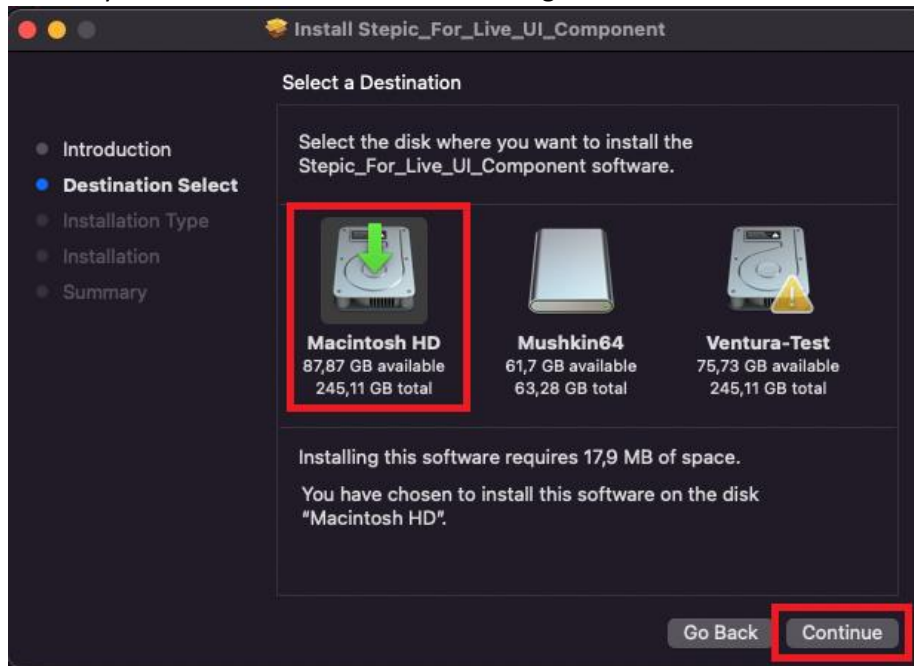 Install Stepic_For_Live_UI_Component
Select a Destination
Introduction
Destination Select
Installation Type
Installation
Summary
Select the disk where you want to install the
Stepic_For_Live_UI_Component software.
Macintosh HD
87,87 GB available
245,11 GB total
Mushkin64
61,7 GB available
63,28 GB total
Ventura-Test
75,73 GB available
245,11 GB total
Installing this software requires 17,9 MB of space.
You have chosen to install this software on the disk
"Macintosh HD".
Go Back
Continue